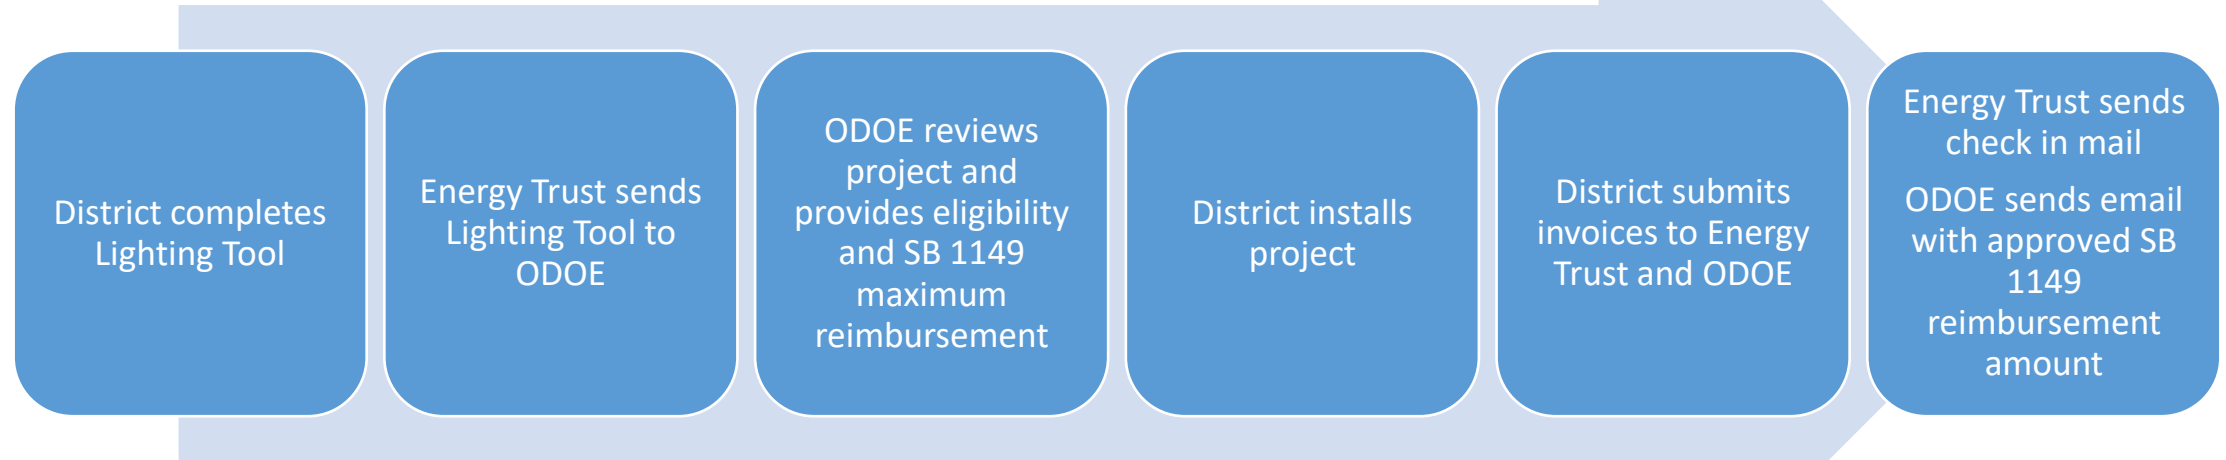 District completes
Lighting Tool
Energy Trust sends
Lighting Tool to
ODOE
ODOE reviews
project and
provides eligibility
and SB 1149
maximum
reimbursement
District installs
project
District submits
invoices to Energy
Trust and ODOE
Energy Trust sends
check in mail
ODOE sends email
with approved SB
1149
reimbursement
amount